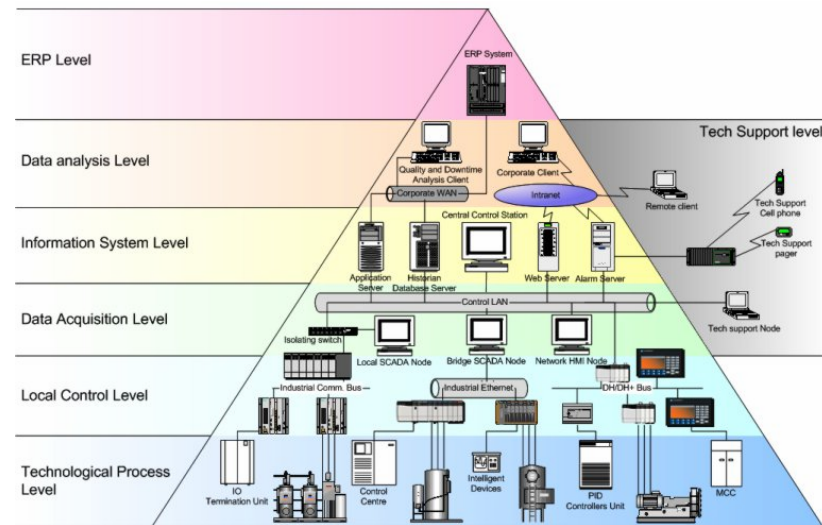 ERP Level
ERP System
Tech Support level
Data analysis Level
Quality and Downtime
Analysis Client
Corporate Client
Corporate WAN
Intranet
Remote client
Tech Support
Cell phone
Information System Level
Central Control Station
Application
Server
Historian
Database Server
Web Server
Alarm Server
Tech Support
pager
Control LAN
Data Acquisition Level
Isolating switch
Local SCADA Node
Bridge SCADA Node
Network HMI Node
Tech support Node
Local Control Level
Industrial Comm. Bus
Industrial Ethernet
DH/DH+ Bus
Technological Process
Level
IO
Termination Unit
Control
Centre
Intelligent
Devices
PID
Controllers Unit
MCC